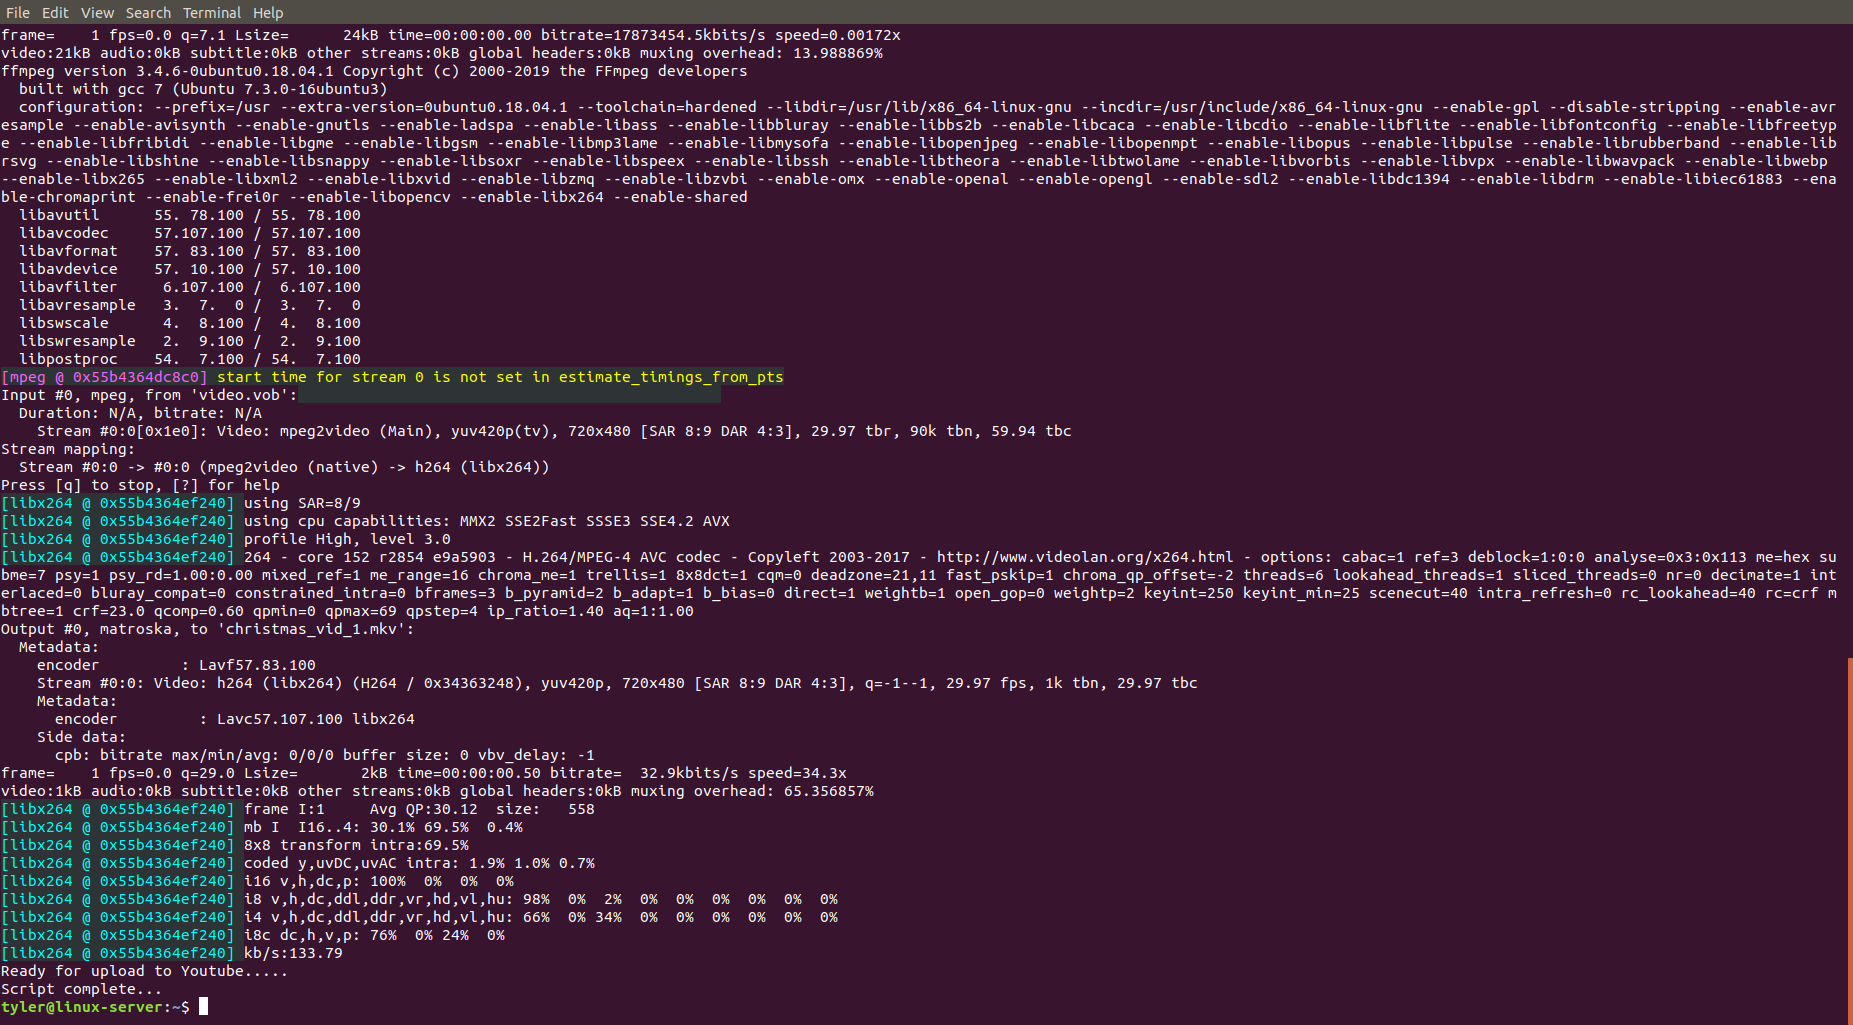 File Edit View Search Terminal Help
frame=    1 fps=0.0 q=7.1 Lsize=      24kB time=00:00:00.00 bitrate=17873454.5kbits/s speed=0.00172x
video:21kB audio:0kB subtitle:0kB other streams:0kB global headers:0kB muxing overhead: 13.988869%
ffmpeg version 3.4.6-0ubuntu0.18.04.1 Copyright (c) 2000-2019 the FFmpeg developers
  built with gcc 7 (Ubuntu 7.3.0-16ubuntu3)
  configuration: --prefix=/usr --extra-version=0ubuntu0.18.04.1 --toolchain=hardened --libdir=/usr/lib/x86_64-linux-gnu --incdir=/usr/include/x86_64-linux-gnu --enable-gpl --disable-stripping --enable-avr
esample --enable-avisynth --enable-gnutls --enable-ladspa --enable-libass --enable-libbluray --enable-libbs2b --enable-libcaca --enable-libcdio --enable-libflite --enable-libfontconfig --enable-libfreetyp
e --enable-libfribidi --enable-libgme --enable-libgsm --enable-libmp3lame --enable-libmysofa --enable-libopenjpeg --enable-libopenmpt --enable-libopus --enable-libpulse --enable-librubberband --enable-lib
rsvg --enable-libshine --enable-libsnappy --enable-libsoxr --enable-libspeex --enable-libssh --enable-libtheora --enable-libtwolame --enable-libvorbis --enable-libvpx --enable-libwavpack --enable-libwebp
--enable-libx265 --enable-libxml2 --enable-libxvid --enable-libzmq --enable-libzvbi --enable-omx --enable-openal --enable-opengl --enable-sdl2 --enable-libdc1394 --enable-libdrm --enable-libiec61883 --ena
ble-chromaprint --enable-frei0r --enable-libopencv --enable-libx264 --enable-shared
  libavutil      55. 78.100 / 55. 78.100
  libavcodec     57.107.100 / 57.107.100
  libavformat    57. 83.100 / 57. 83.100
  libavdevice    57. 10.100 / 57. 10.100
  libavfilter     6.107.100 /  6.107.100
  libavresample   3.  7.  0 /  3.  7.  0
  libswscale      4.  8.100 /  4.  8.100
  libswresample   2.  9.100 /  2.  9.100
  libpostproc    54.  7.100 / 54.  7.100
[mpeg @ 0x55b4364dc8c0] start time for stream 0 is not set in estimate_timings_from_pts
Input #0, mpeg, from 'video.vob':
  Duration: N/A, bitrate: N/A
    Stream #0:0[0x1e0]: Video: mpeg2video (Main), yuv420p(tv), 720x480 [SAR 8:9 DAR 4:3], 29.97 tbr, 90k tbn, 59.94 tbc
Stream mapping:
  Stream #0:0 -> #0:0 (mpeg2video (native) -> h264 (libx264))
Press [q] to stop, [?] for help
[libx264 @ 0x55b4364ef240] using SAR=8/9
[libx264 @ 0x55b4364ef240] using cpu capabilities: MMX2 SSE2Fast SSSE3 SSE4.2 AVX
[libx264 @ 0x55b4364ef240] profile High, level 3.0
[libx264 @ 0x55b4364ef240] 264 - core 152 r2854 e9a5903 - H.264/MPEG-4 AVC codec - Copyleft 2003-2017 - http://www.videolan.org/x264.html - options: cabac=1 ref=3 deblock=1:0:0 analyse=0x3:0x113 me=hex su
bme=7 psy=1 psy_rd=1.00:0.00 mixed_ref=1 me_range=16 chroma_me=1 trellis=1 8x8dct=1 cqm=0 deadzone=21,11 fast_pskip=1 chroma_qp_offset=-2 threads=6 lookahead_threads=1 sliced_threads=0 nr=0 decimate=1 int
erlaced=0 bluray_compat=0 constrained_intra=0 bframes=3 b_pyramid=2 b_adapt=1 b_bias=0 direct=1 weightb=1 open_gop=0 weightp=2 keyint=250 keyint_min=25 scenecut=40 intra_refresh=0 rc_lookahead=40 rc=crf m
btree=1 crf=23.0 qcomp=0.60 qpmin=0 qpmax=69 qpstep=4 ip_ratio=1.40 aq=1:1.00
Output #0, matroska, to 'christmas_vid_1.mkv':
  Metadata:
    encoder         : Lavf57.83.100
    Stream #0:0: Video: h264 (libx264) (H264 / 0x34363248), yuv420p, 720x480 [SAR 8:9 DAR 4:3], q=-1--1, 29.97 fps, 1k tbn, 29.97 tbc
    Metadata:
      encoder         : Lavc57.107.100 libx264
    Side data:
      cpb: bitrate max/min/avg: 0/0/0 buffer size: 0 vbv_delay: -1
frame=    1 fps=0.0 q=29.0 Lsize=       2kB time=00:00:00.50 bitrate=  32.9kbits/s speed=34.3x
video:1kB audio:0kB subtitle:0kB other streams:0kB global headers:0kB muxing overhead: 65.356857%
[libx264 @ 0x55b4364ef240] frame I:1     Avg QP:30.12  size:   558
[libx264 @ 0x55b4364ef240] mb I  I16..4: 30.1% 69.5%  0.4%
[libx264 @ 0x55b4364ef240] 8x8 transform intra:69.5%
[libx264 @ 0x55b4364ef240] coded y,uvDC,uvAC intra: 1.9% 1.0% 0.7%
[libx264 @ 0x55b4364ef240] i16 v,h,dc,p: 100%  0%  0%  0%
[libx264 @ 0x55b4364ef240] i8 v,h,dc,ddl,ddr,vr,hd,vl,hu: 98%  0%  2%  0%  0%  0%  0%  0%  0%
[libx264 @ 0x55b4364ef240] i4 v,h,dc,ddl,ddr,vr,hd,vl,hu: 66%  0% 34%  0%  0%  0%  0%  0%  0%
[libx264 @ 0x55b4364ef240] i8c dc,h,v,p: 76%  0% 24%  0%
[libx264 @ 0x55b4364ef240] kb/s:133.79
Ready for upload to Youtube.....
Script complete...
tyler@linux-server:~$